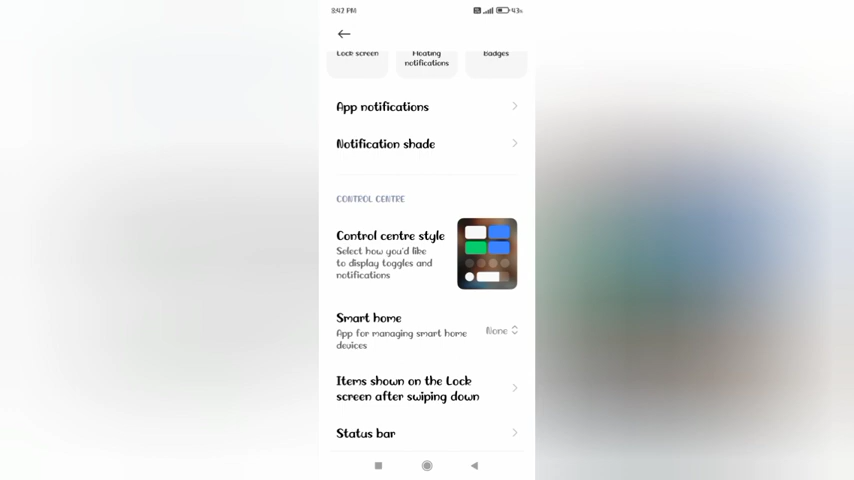 8:42 PM
43%
Lock screen
Floating
notifications
Badges
App notifications
Notification shade
CONTROL CENTRE
Control centre style
Select how you'd like
to display toggles and
notifications
Smart home
App for managing smart home
devices
None
Items shown on the Lock
screen after swiping down
Status bar